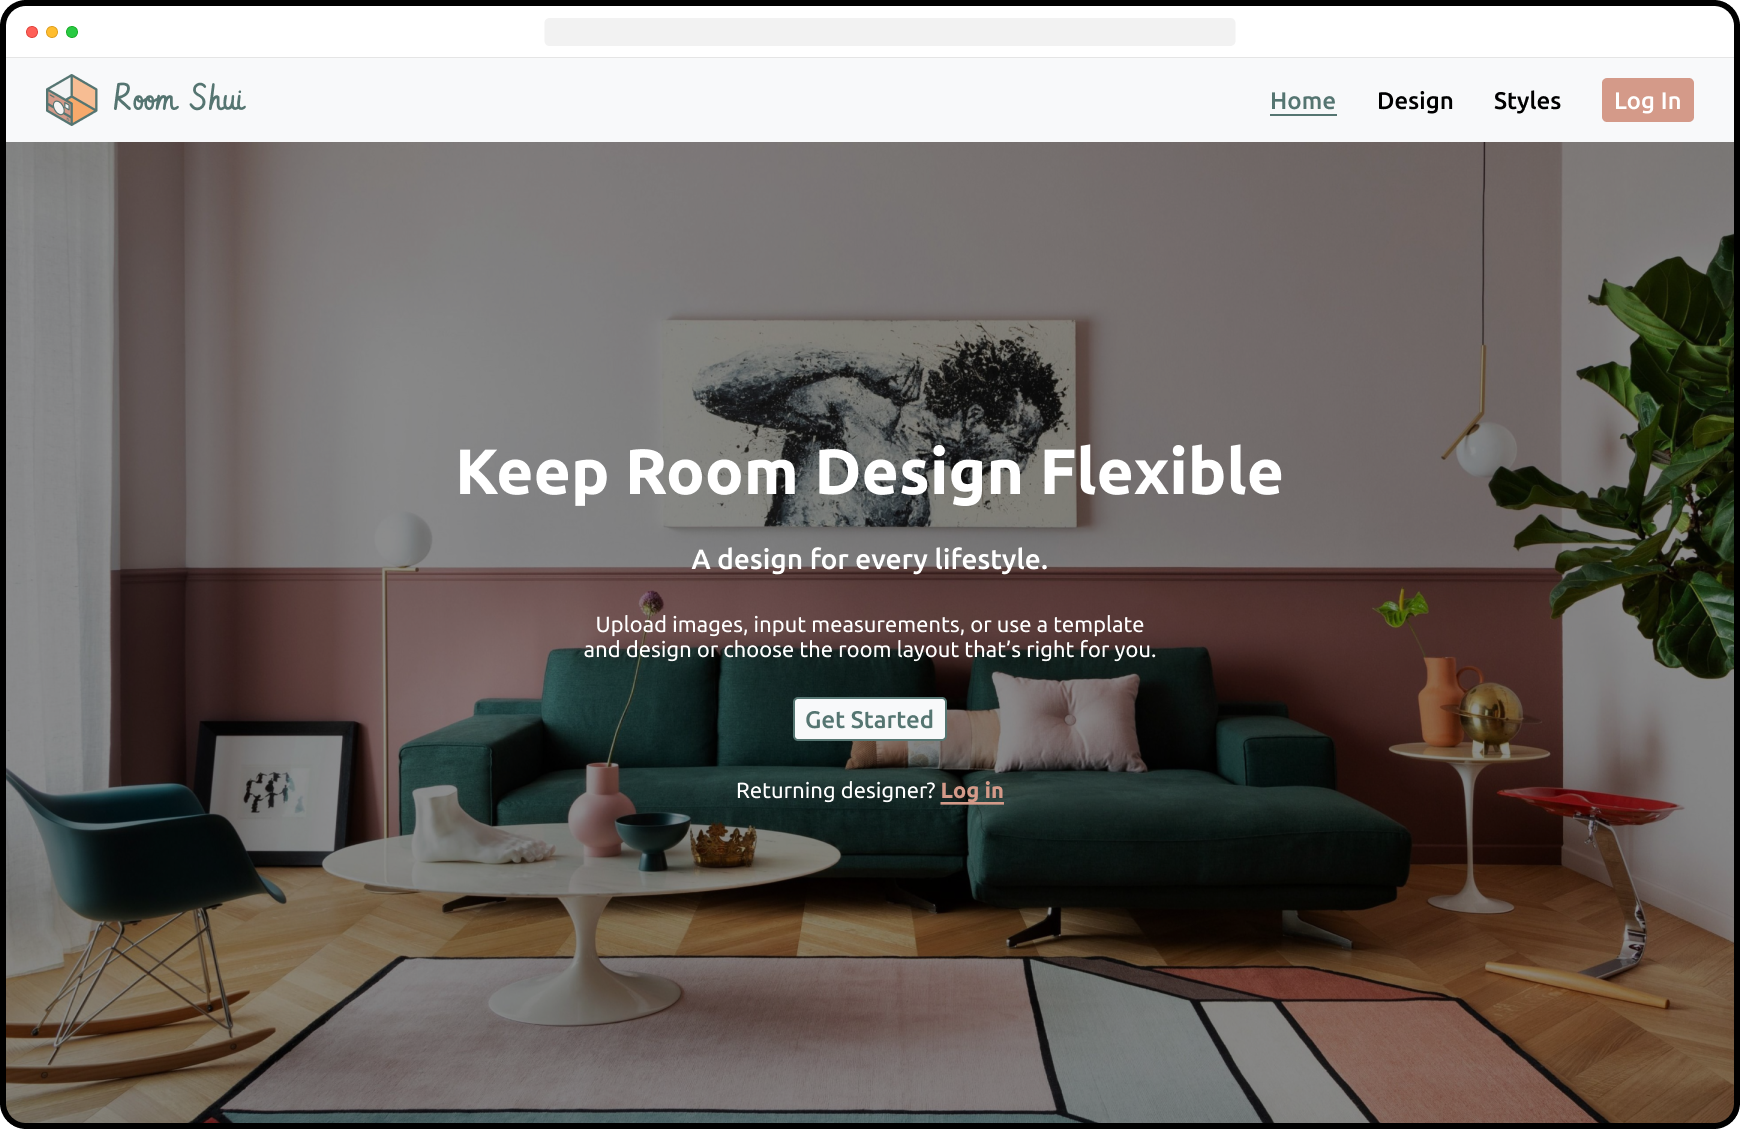 Room Shui
Home
Design
Styles
Log In
Keep Room Design Flexible
A design for every lifestyle.
Upload images, input measurements, or use a template
and design or choose the room layout that’s right for you.
Get Started
Returning designer? Log in